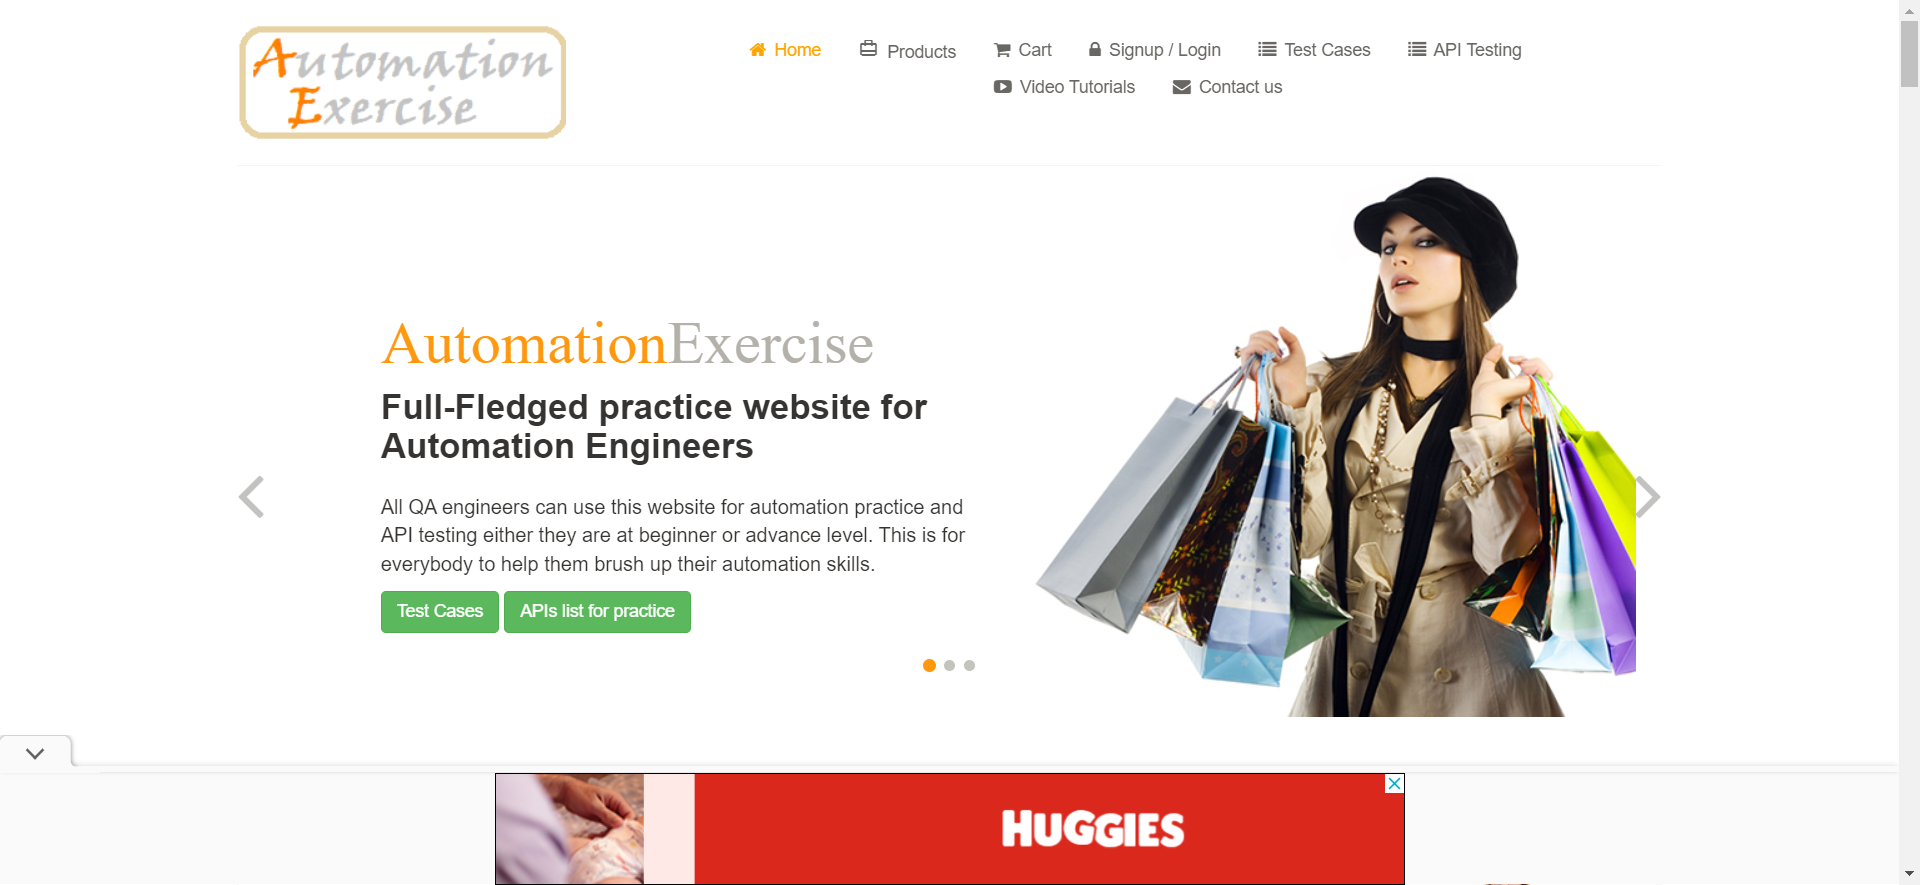 Automation
Exercise
Home
Products
Cart
Signup / Login
Test Cases
API Testing
Video Tutorials
Contact us
AutomationExercise
Full-Fledged practice website for
Automation Engineers
All QA engineers can use this website for automation practice and
API testing either they are at beginner or advance level. This is for
everybody to help them brush up their automation skills.
Test Cases
APIs list for practice
HUGGIES